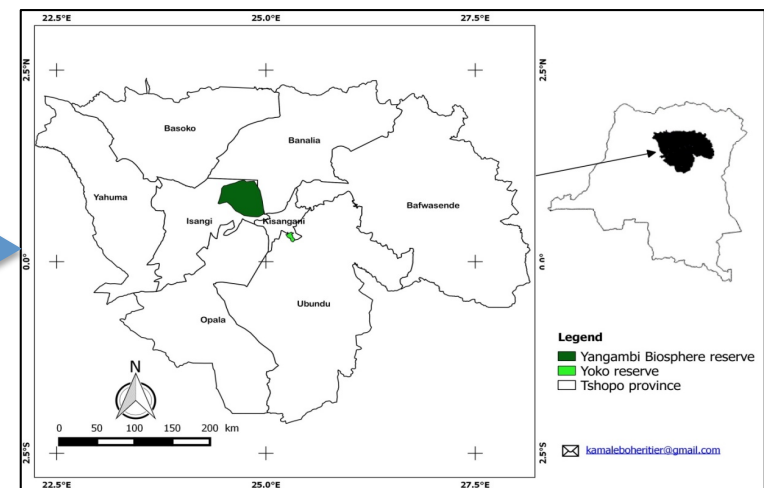 22.5°E 25.0°E 27.5°E
2.5°N 2.5°N
Basoko
Banalia
Yahuma
Bafwasende
Isangi
Kisangani
0.0°
Ubundu
Opala
Legend
Yangambi Biosphere reserve
Yoko reserve
Tshopo province
N
0 50 100 150 200 km
kamaleboheritier@gmail.com
2.5°S 2.5°S
22.5°E 25.0°E 27.5°E